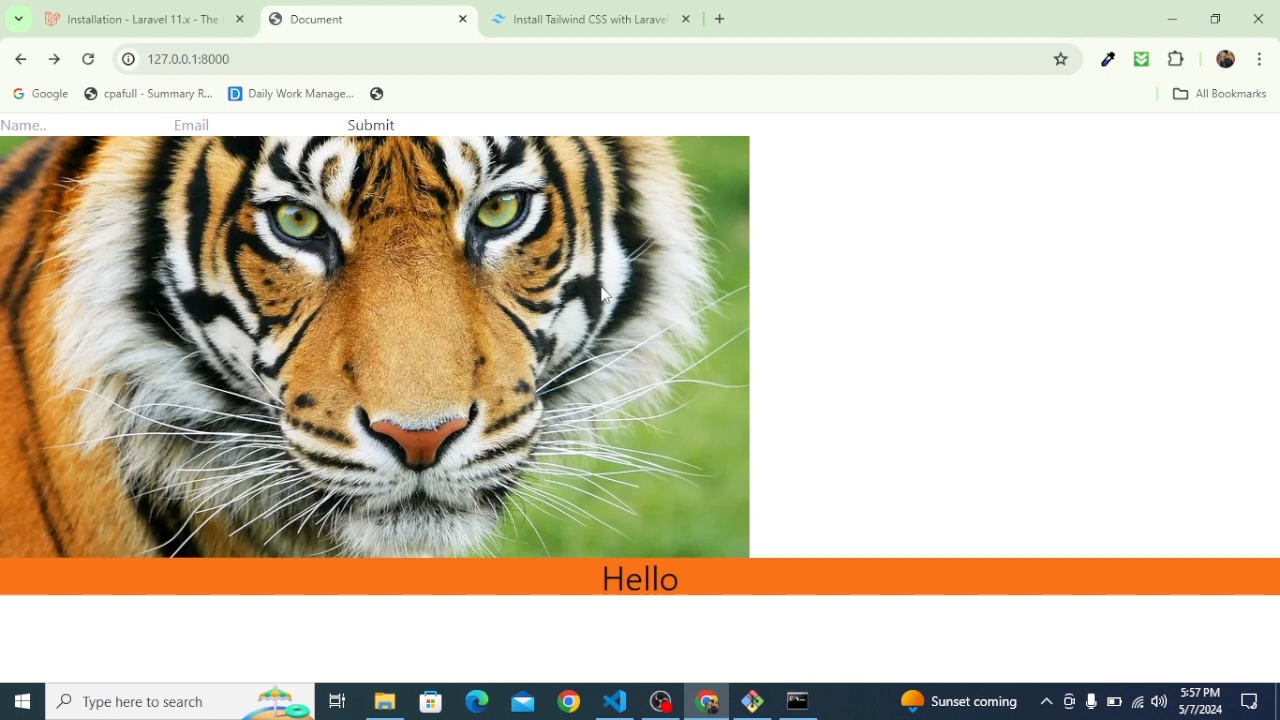 Installation - Laravel 11.x - The
Document
Install Tailwind CSS with Laravel
127.0.0.1:8000
Google
cpafull - Summary R...
Daily Work Manage...
All Bookmarks
Name..
Email
Submit
Hello
Type here to search
Sunset coming
5:57 PM
5/7/2024